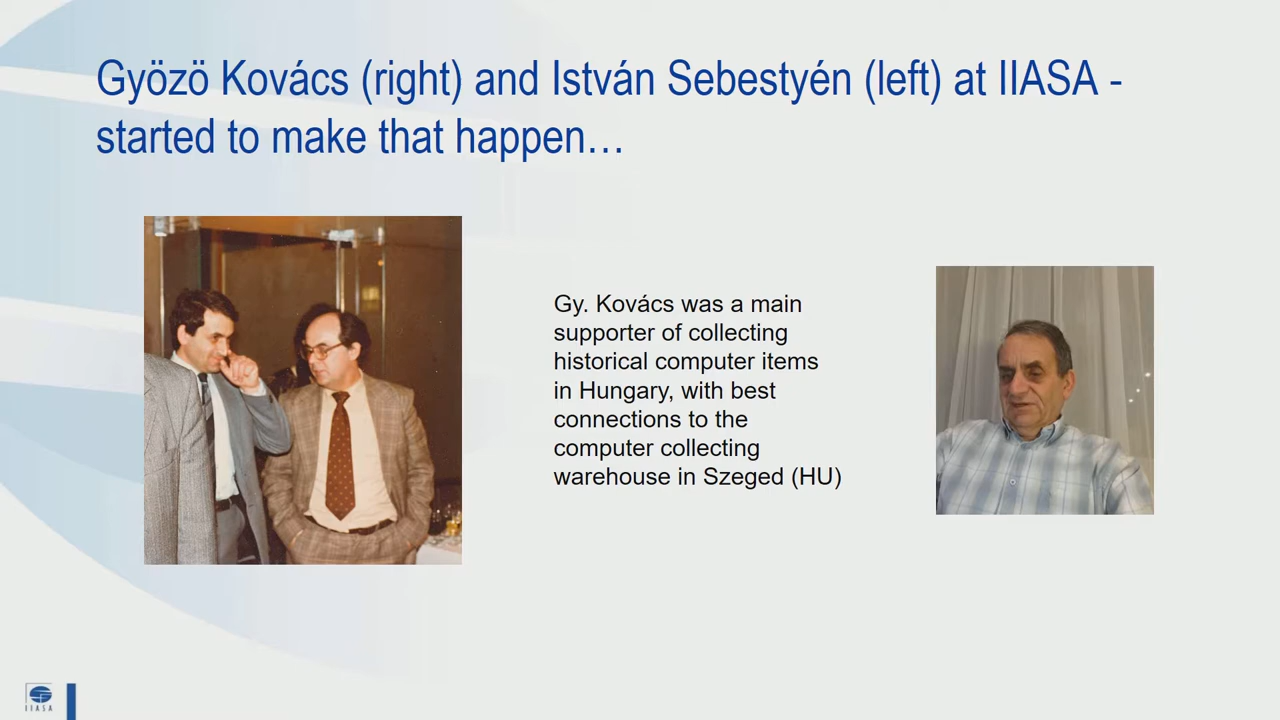 Gyözö Kovács (right) and István Sebestyén (left) at IIASA -
started to make that happen…
Gy. Kovács was a main
supporter of collecting
historical computer items
in Hungary, with best
connections to the
computer collecting
warehouse in Szeged (HU)
IIASA